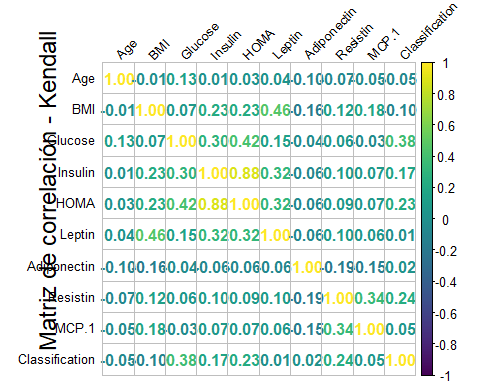 Matriz de correlación - Kendall
Age BMI Glucose Insulin HOMA Leptin Adiponectin Resistin MCP.1 Classification
Age 1.00 -0.01 0.13 0.01 0.03 0.04 -0.10 -0.07 -0.05 -0.05
BMI -0.01 1.00 0.07 0.23 0.23 0.46 -0.16 0.12 0.18 -0.10
Glucose 0.13 0.07 1.00 0.30 0.42 0.15 -0.04 0.06 -0.03 0.38
Insulin 0.01 0.23 0.30 1.00 0.88 0.32 -0.06 0.10 0.07 0.17
HOMA 0.03 0.23 0.42 0.88 1.00 0.32 -0.06 0.09 0.07 0.23
Leptin 0.04 0.46 0.15 0.32 0.32 1.00 -0.06 0.10 0.06 0.01
Adiponectin -0.10 -0.16 -0.04 -0.06 -0.06 -0.06 1.00 -0.19 -0.15 0.02
Resistin -0.07 0.12 0.06 0.10 0.09 0.10 -0.19 1.00 0.34 0.24
MCP.1 -0.05 0.18 -0.03 0.07 0.07 0.06 -0.15 0.34 1.00 0.05
Classification -0.05 -0.10 0.38 0.17 0.23 0.01 0.02 0.24 0.05 1.00
1
0.8
0.6
0.4
0.2
0
-0.2
-0.4
-0.6
-0.8
-1